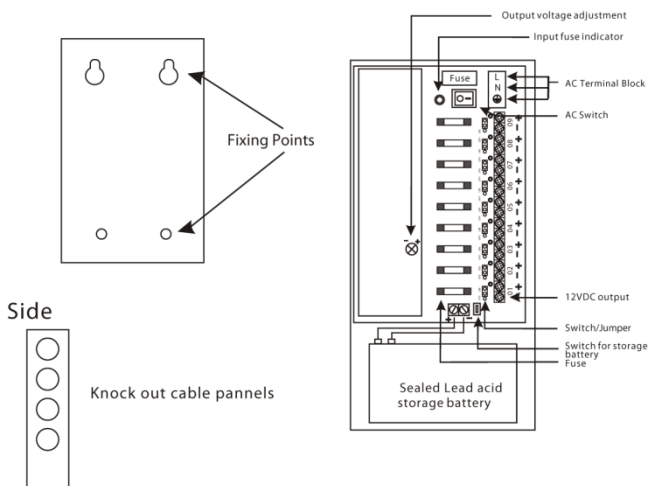 Output voltage adjustment
Input fuse indicator
Fuse
L
N
AC Terminal Block
AC Switch
Fixing Points
09
08
07
06
05
04
03
02
01
+
-
12VDC output
Side
Switch/Jumper
Switch for storage
battery
Fuse
+ -
Knock out cable pannels
Sealed Lead acid
storage battery